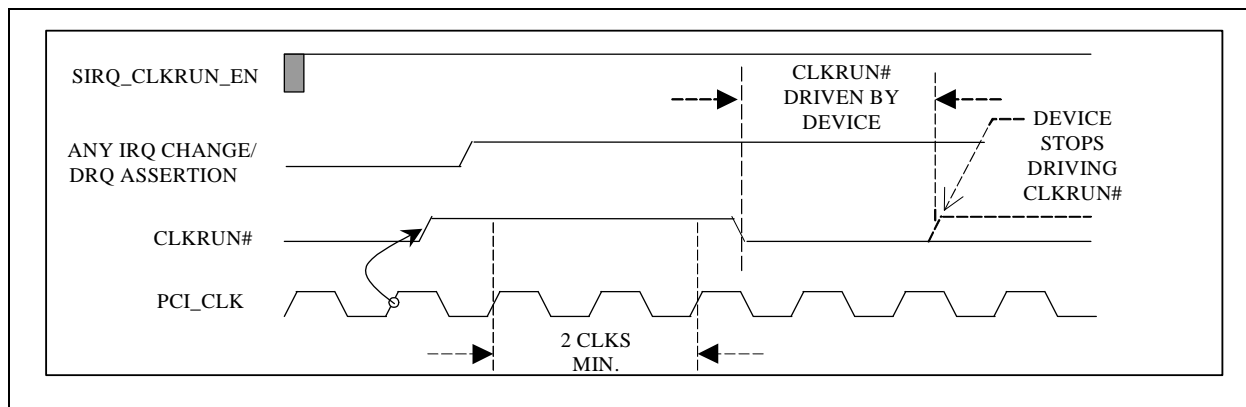 SIRQ_CLKRUN_EN
CLKRUN#
DRIVEN BY
DEVICE
DEVICE
STOPS
DRIVING
CLKRUN#
ANY IRQ CHANGE/
DRQ ASSERTION
CLKRUN#
PCI_CLK
2 CLKS
MIN.